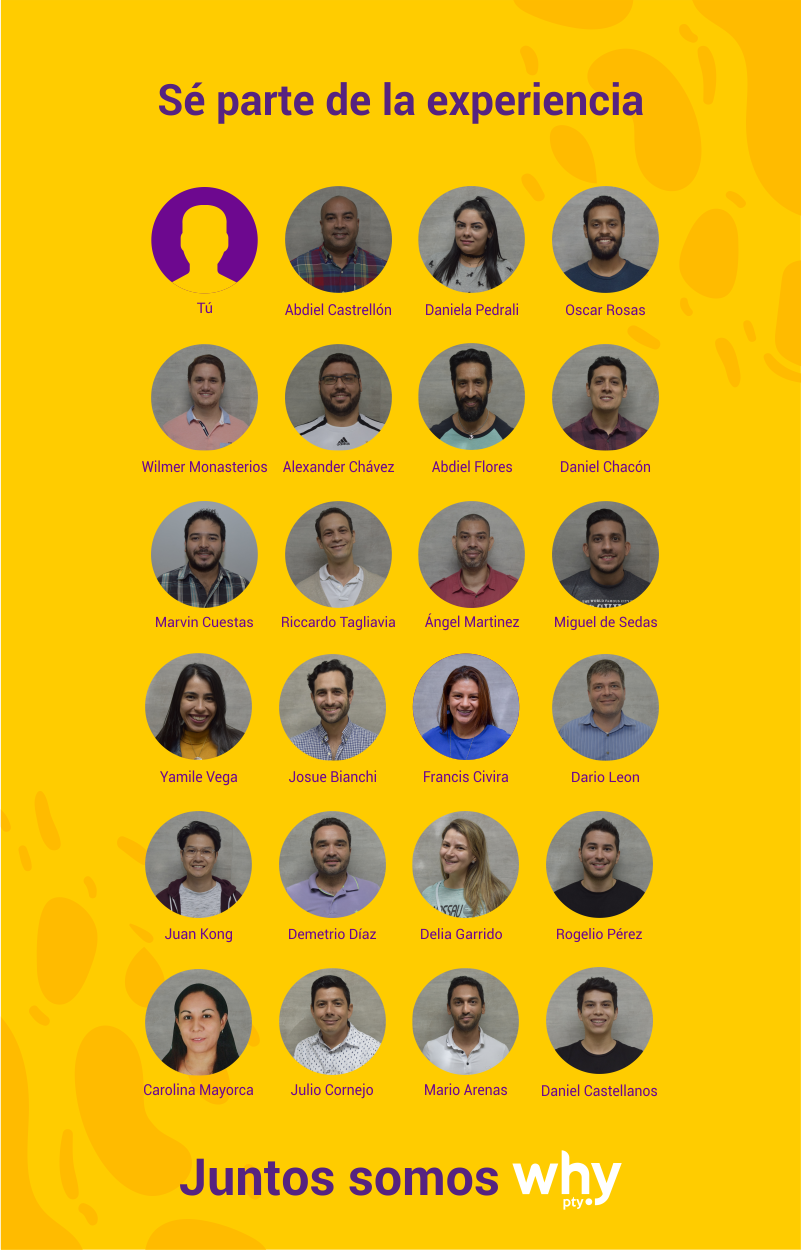 Sé parte de la experiencia
Tú
Abdiel Castrellón
Daniela Pedrali
Oscar Rosas
Wilmer Monasterios
Alexander Chávez
Abdiel Flores
Daniel Chacón
Marvin Cuestas
Riccardo Tagliavia
Ángel Martinez
Miguel de Sedas
Yamile Vega
Josue Bianchi
Francis Civira
Dario Leon
Juan Kong
Demetrio Díaz
Delia Garrido
Rogelio Pérez
Carolina Mayorca
Julio Cornejo
Mario Arenas
Daniel Castellanos
Juntos somos why
pty